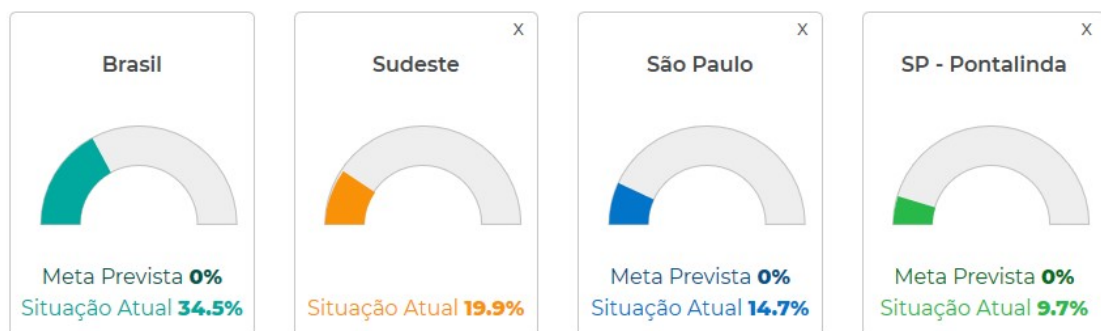 X
X
X
Brasil
Sudeste
São Paulo
SP - Pontalinda
Meta Prevista 0%
Situação Atual 34.5%
Situação Atual 19.9%
Meta Prevista 0%
Situação Atual 14.7%
Meta Prevista 0%
Situação Atual 9.7%